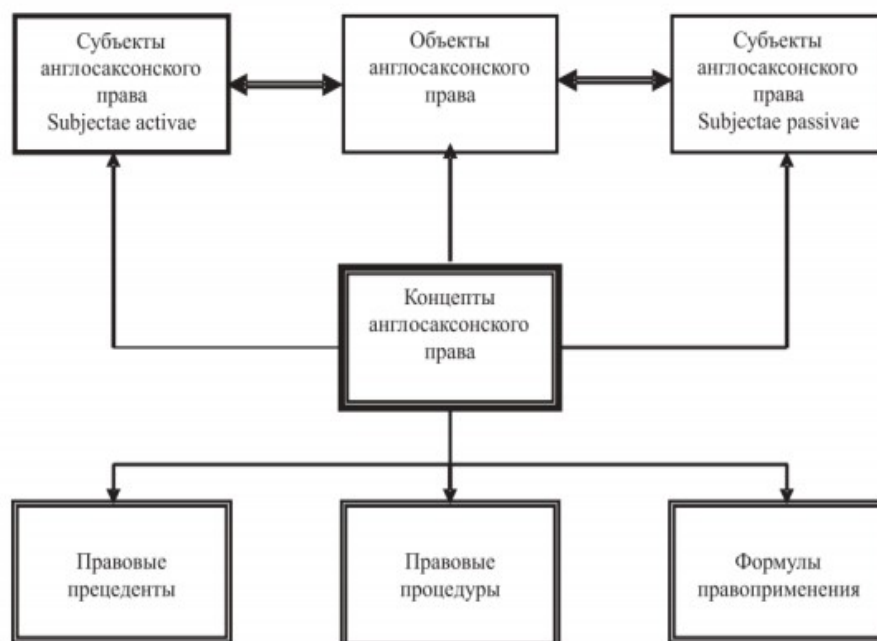 Субъекты
англосаксонского
права
Subjectae activae
Объекты
англосаксонского
права
Субъекты
англосаксонского
права
Subjectae passivae
Концепты
англосаксонского
права
Правовые
прецеденты
Правовые
процедуры
Формулы
правоприменения